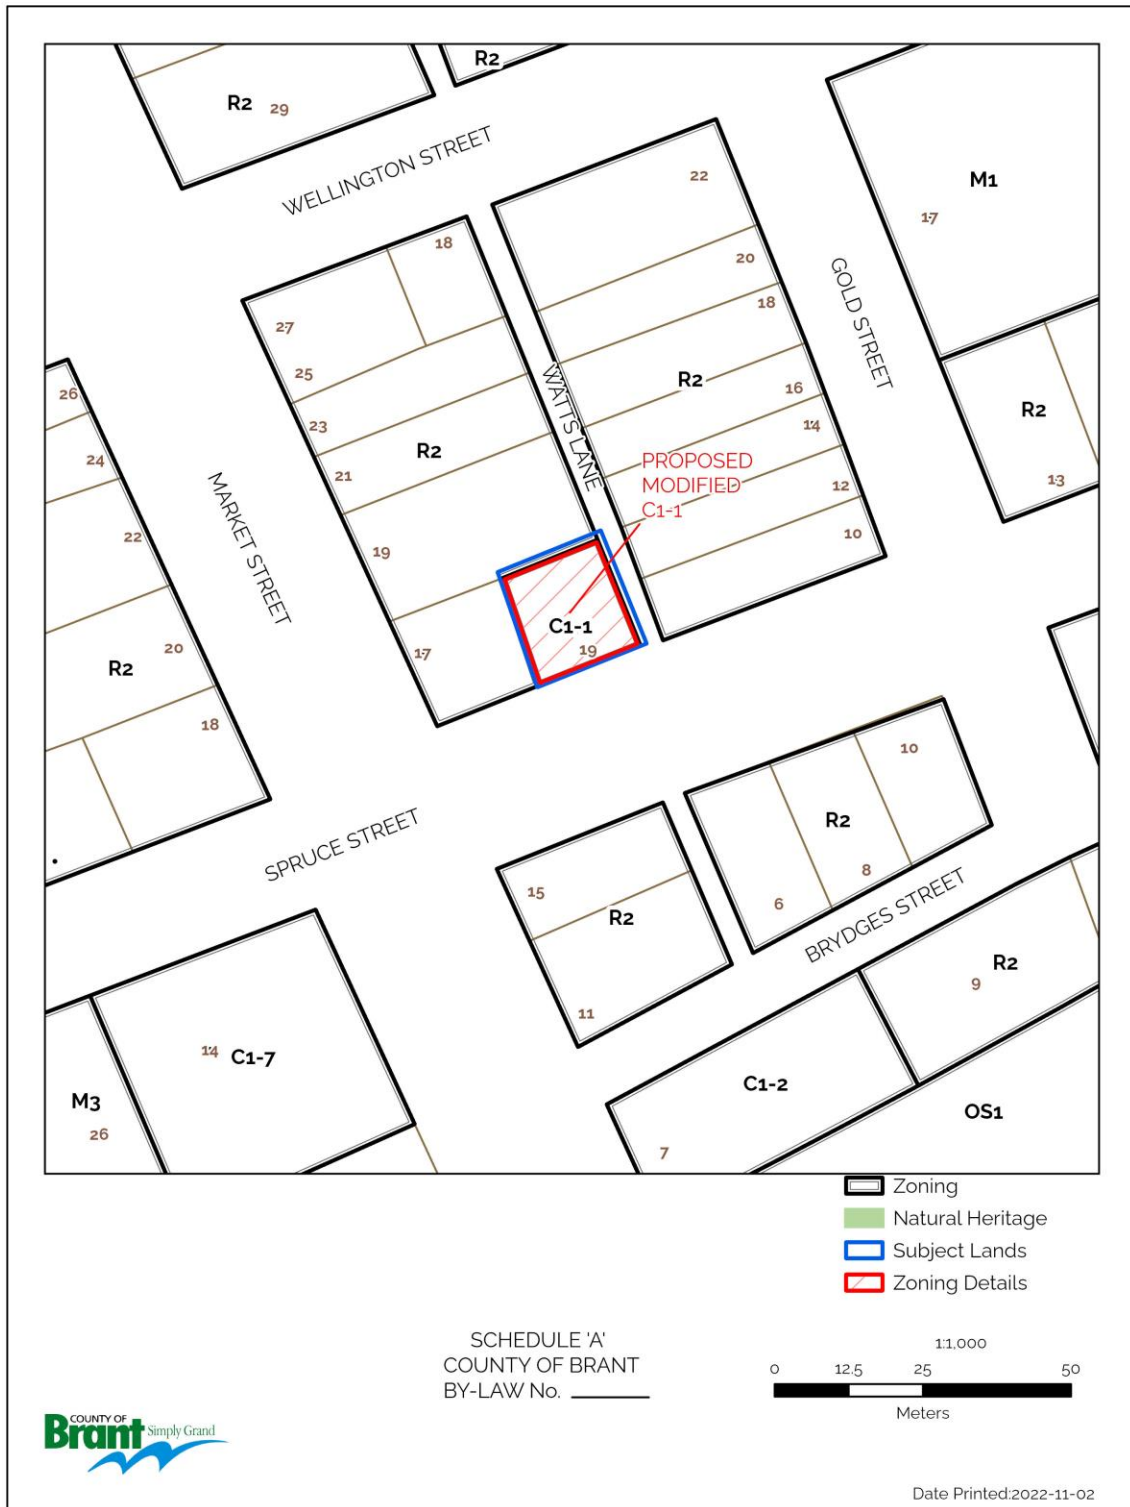 R2
R2
29
WELLINGTON STREET
22
M1
17
18
20
GOLD STREET
27
18
25
WATTS LANE
R2
16
26
R2
23
14
R2
24
21
PROPOSED
MODIFIED
C1-1
12
13
MARKET STREET
22
19
10
C1-1
19
20
R2
17
18
10
R2
SPRUCE STREET
15
R2
8
6
BRYDGES STREET
R2
9
11
14
C1-7
C1-2
M3
26
OS1
7
Zoning
Natural Heritage
Subject Lands
Zoning Details
SCHEDULE 'A'
COUNTY OF BRANT
BY-LAW No. ________
1:1,000
0 12.5 25 50
Meters
COUNTY OF
Brant Simply Grand
Date Printed:2022-11-02